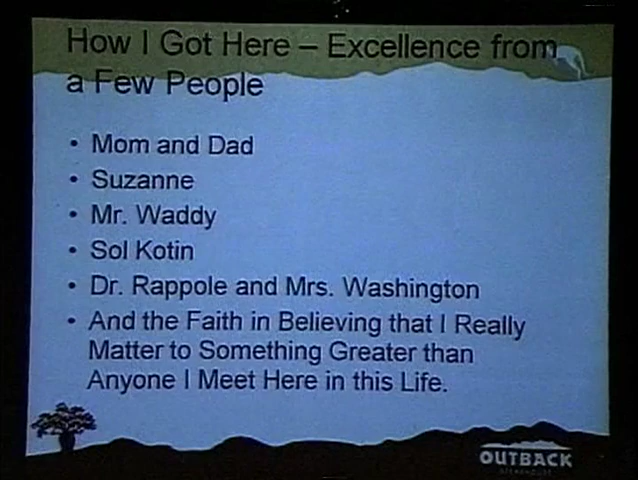 How I Got Here – Excellence from
a Few People
• Mom and Dad
• Suzanne
• Mr. Waddy
• Sol Kotin
• Dr. Rappole and Mrs. Washington
• And the Faith in Believing that I Really
Matter to Something Greater than
Anyone I Meet Here in this Life.
OUTBACK
STEAKHOUSE